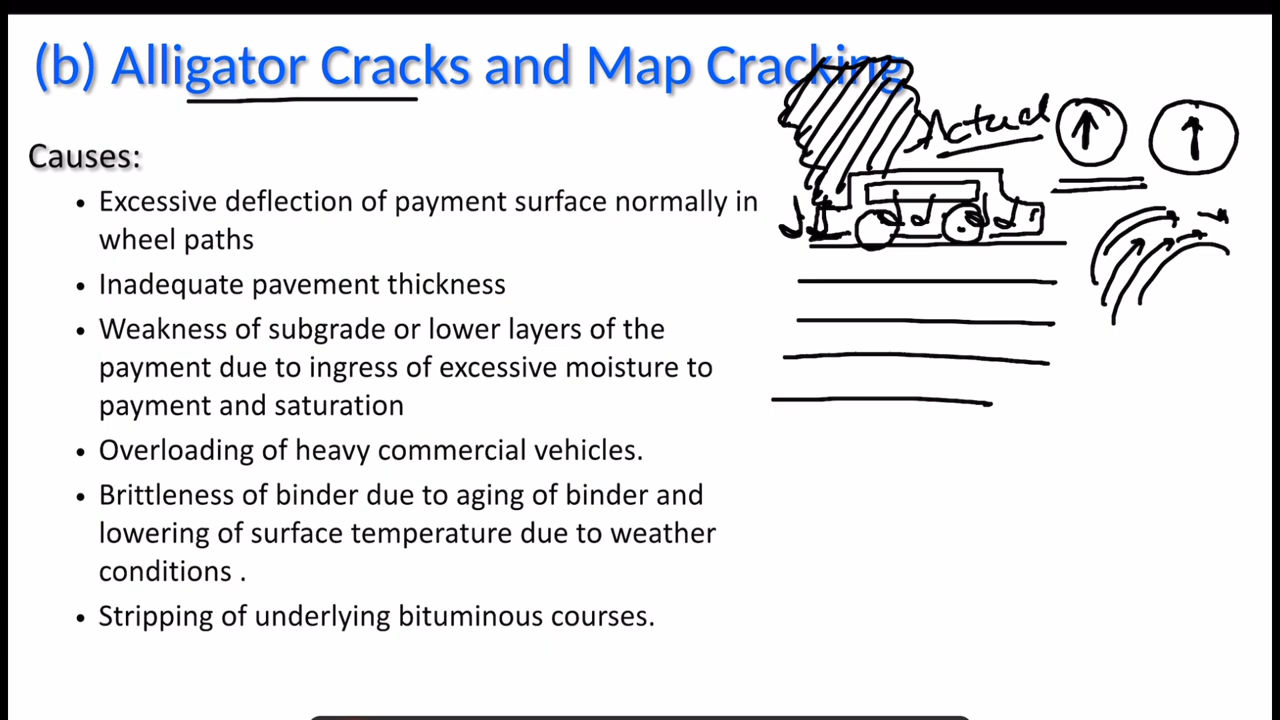 (b) Alligator Cracks and Map Cracking
Actual
Causes:
• Excessive deflection of payment surface normally in
wheel paths
• Inadequate pavement thickness
• Weakness of subgrade or lower layers of the
payment due to ingress of excessive moisture to
payment and saturation
• Overloading of heavy commercial vehicles.
• Brittleness of binder due to aging of binder and
lowering of surface temperature due to weather
conditions .
• Stripping of underlying bituminous courses.